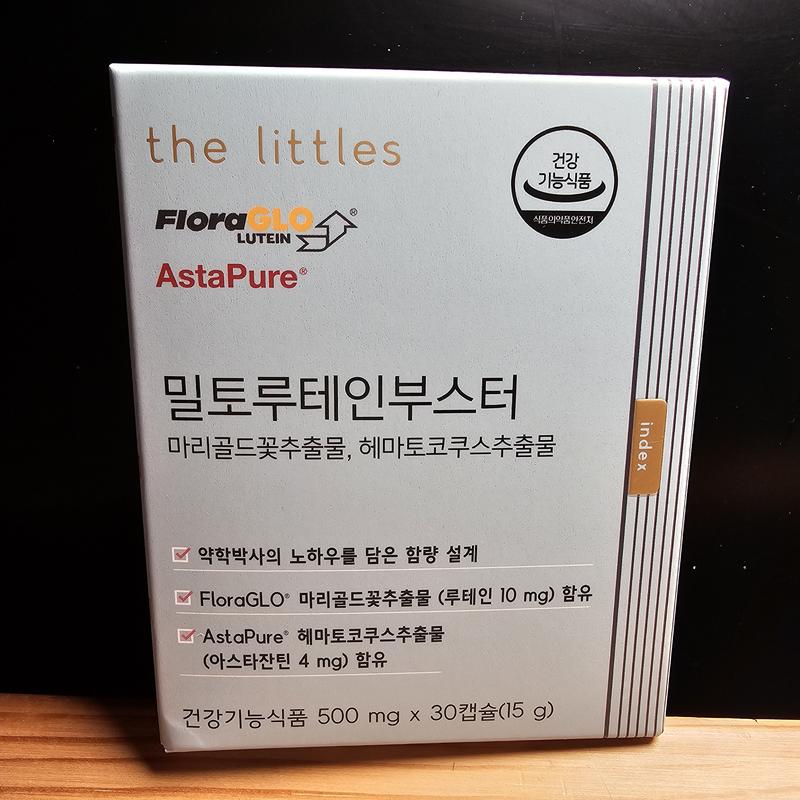 the littles
건강
기능식품
식품의약품안전처
FloraGLO®
LUTEIN
AstaPure®
밀토루테인부스터
마리골드꽃추출물, 헤마토코쿠스추출물
index
약학박사의 노하우를 담은 함량 설계
FloraGLO® 마리골드꽃추출물 (루테인 10 mg) 함유
AstaPure® 헤마토코쿠스추출물
(아스타잔틴 4 mg) 함유
건강기능식품 500 mg x 30캡슐(15 g)